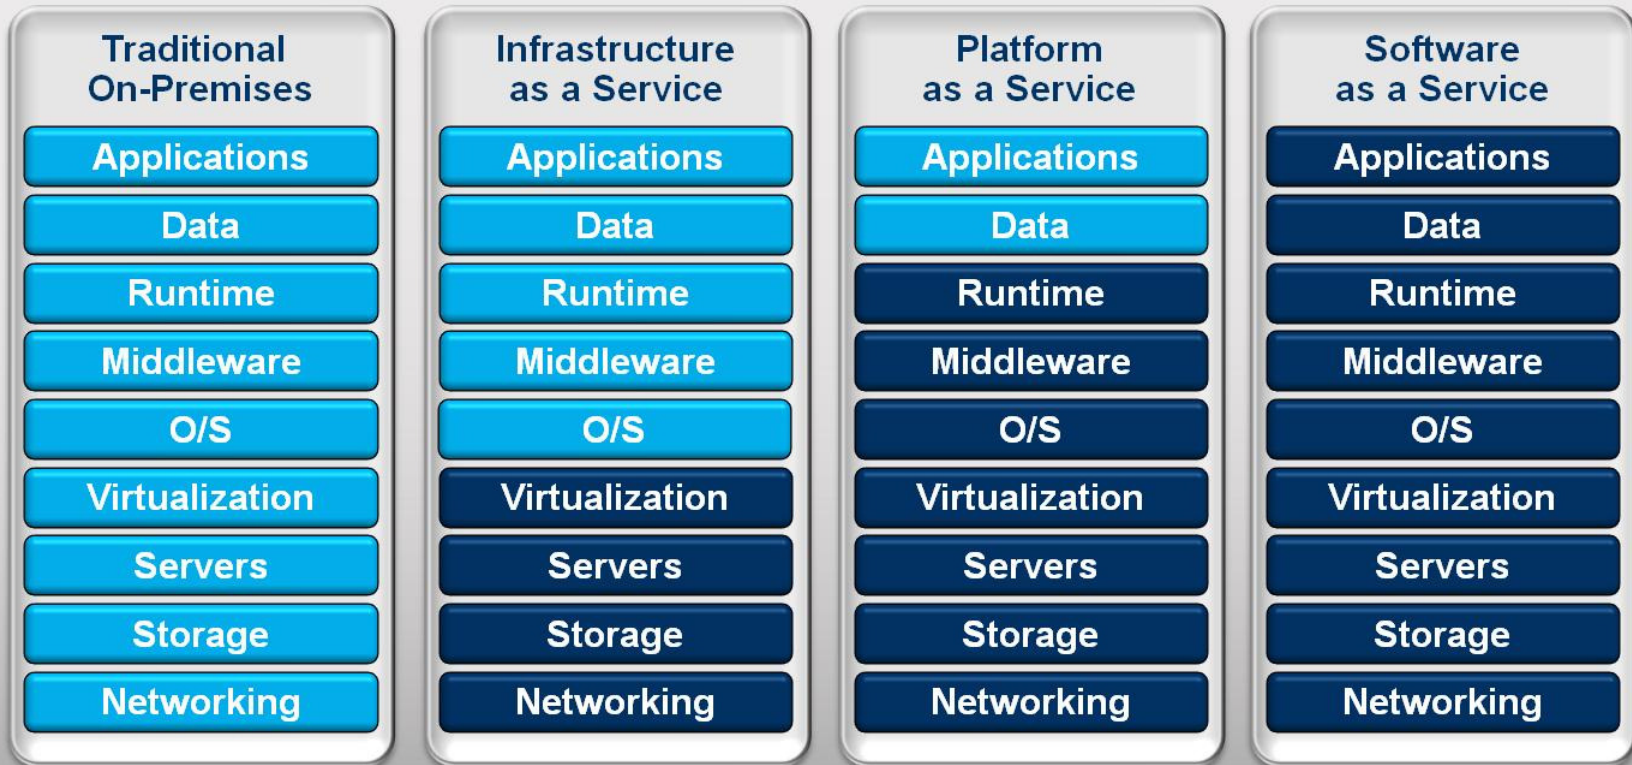 Traditional
On-Premises
Applications
Data
Runtime
Middleware
O/S
Virtualization
Servers
Storage
Networking
Infrastructure
as a Service
Applications
Data
Runtime
Middleware
O/S
Virtualization
Servers
Storage
Networking
Platform
as a Service
Applications
Data
Runtime
Middleware
O/S
Virtualization
Servers
Storage
Networking
Software
as a Service
Applications
Data
Runtime
Middleware
O/S
Virtualization
Servers
Storage
Networking